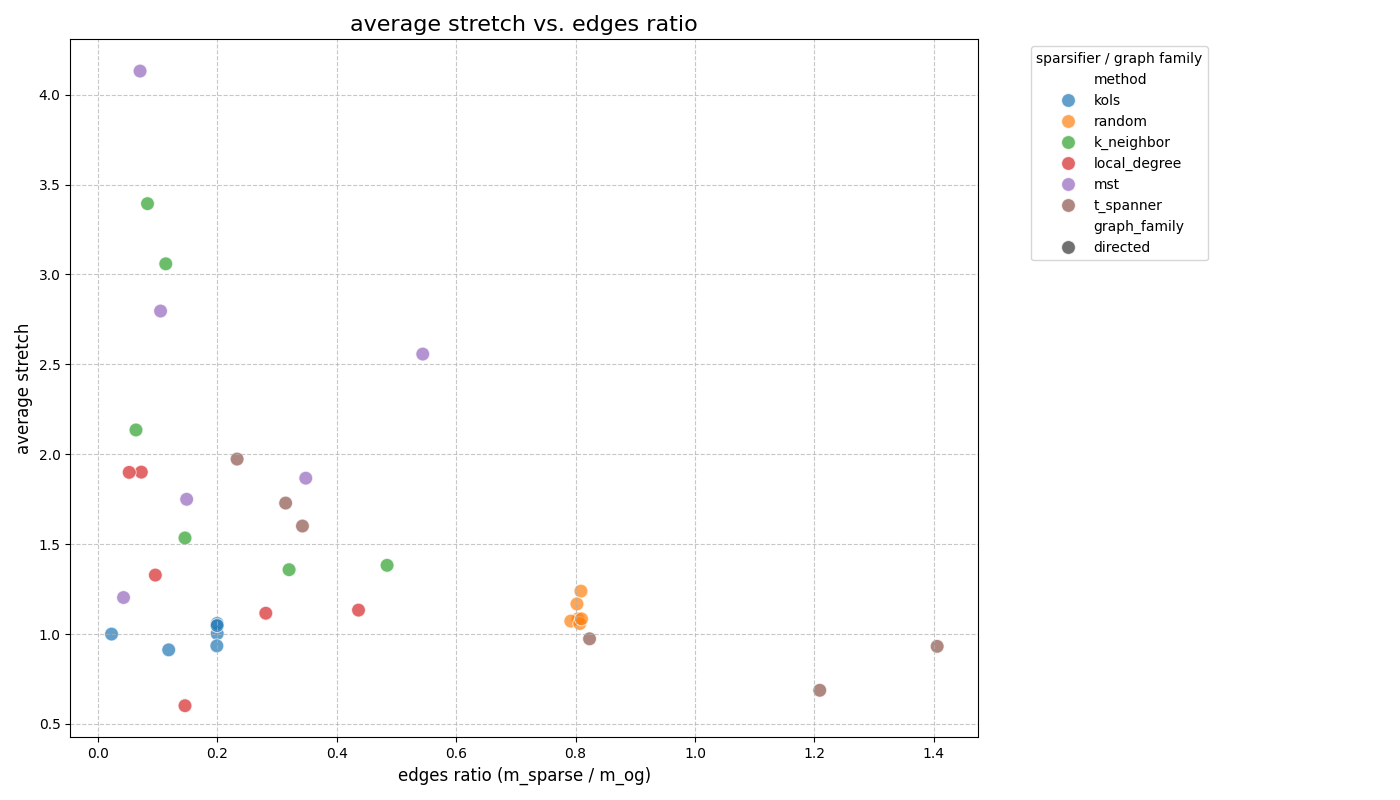 average stretch vs. edges ratio
average stretch
4.0
3.5
3.0
2.5
2.0
1.5
1.0
0.5
0.0
0.2
0.4
0.6
0.8
1.0
1.2
1.4
edges ratio (m_sparse / m_og)
sparsifier / graph family
method
kols
random
k_neighbor
local_degree
mst
t_spanner
graph_family
directed